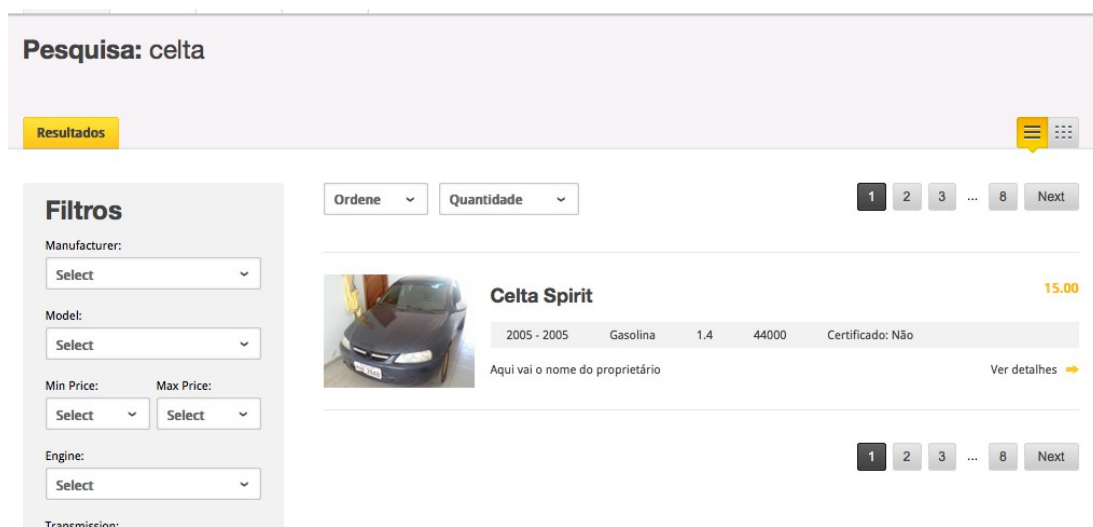 Pesquisa: celta
Resultados
Filtros
Manufacturer:
Select
Model:
Select
Min Price: Max Price:
Select Select
Engine:
Select
Transmission:
Ordene Quantidade
1 2 3 ... 8 Next
Celta Spirit
15.00
2005 - 2005 Gasolina 1.4 44000 Certificado: Não
Aqui vai o nome do proprietário
Ver detalhes
1 2 3 ... 8 Next